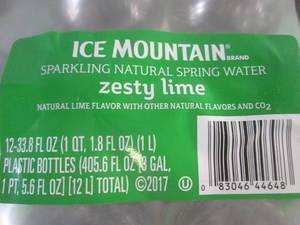 ICE MOUNTAIN® BRAND
SPARKLING NATURAL SPRING WATER
zesty lime
NATURAL LIME FLAVOR WITH OTHER NATURAL FLAVORS AND CO2
12-33.8 FL OZ (1 QT, 1.8 FL OZ) (1 L)
PLASTIC BOTTLES (405.6 FL OZ [3 GAL,
1 PT, 5.6 FL OZ] [12 L] TOTAL) ©2017 Ⓤ
0 83046 44648